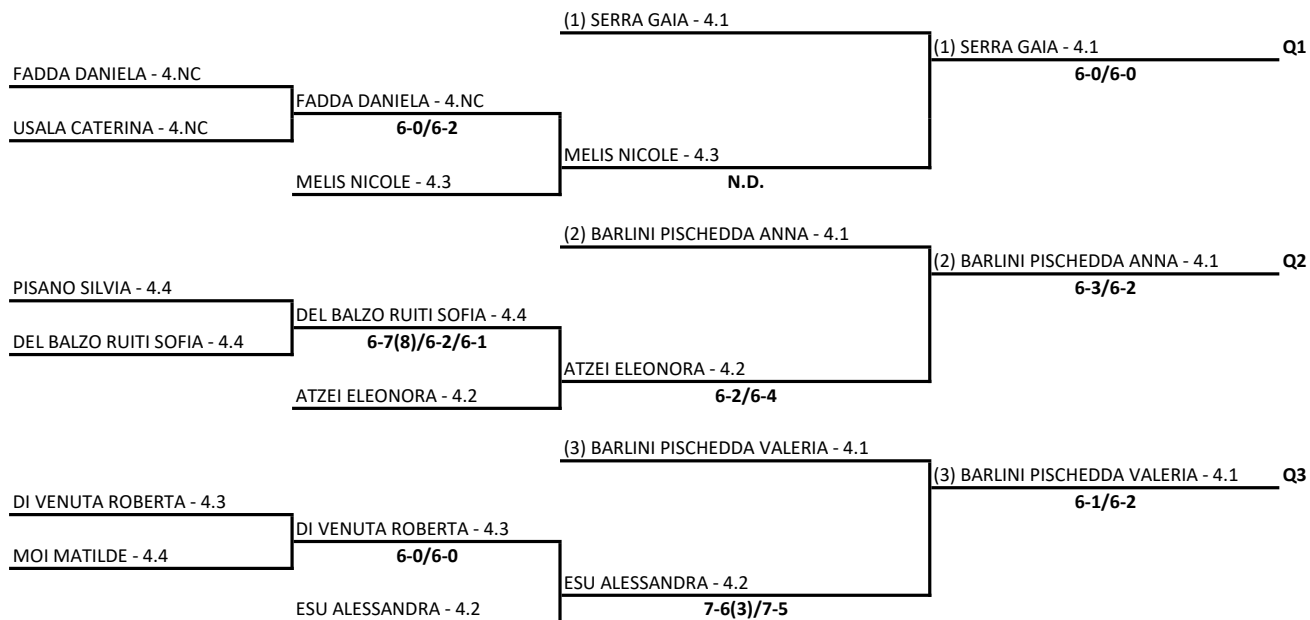 (1) SERRA GAIA - 4.1
(1) SERRA GAIA - 4.1 Q1
FADDA DANIELA - 4.NC
6-0/6-0
FADDA DANIELA - 4.NC
USALA CATERINA - 4.NC
6-0/6-2
MELIS NICOLE - 4.3
MELIS NICOLE - 4.3
N.D.
(2) BARLINI PISCHEDDA ANNA - 4.1
(2) BARLINI PISCHEDDA ANNA - 4.1 Q2
PISANO SILVIA - 4.4
6-3/6-2
DEL BALZO RUITI SOFIA - 4.4
DEL BALZO RUITI SOFIA - 4.4
6-7(8)/6-2/6-1
ATZEI ELEONORA - 4.2
ATZEI ELEONORA - 4.2
6-2/6-4
(3) BARLINI PISCHEDDA VALERIA - 4.1
(3) BARLINI PISCHEDDA VALERIA - 4.1 Q3
DI VENUTA ROBERTA - 4.3
6-1/6-2
DI VENUTA ROBERTA - 4.3
MOI MATILDE - 4.4
6-0/6-0
ESU ALESSANDRA - 4.2
ESU ALESSANDRA - 4.2
7-6(3)/7-5